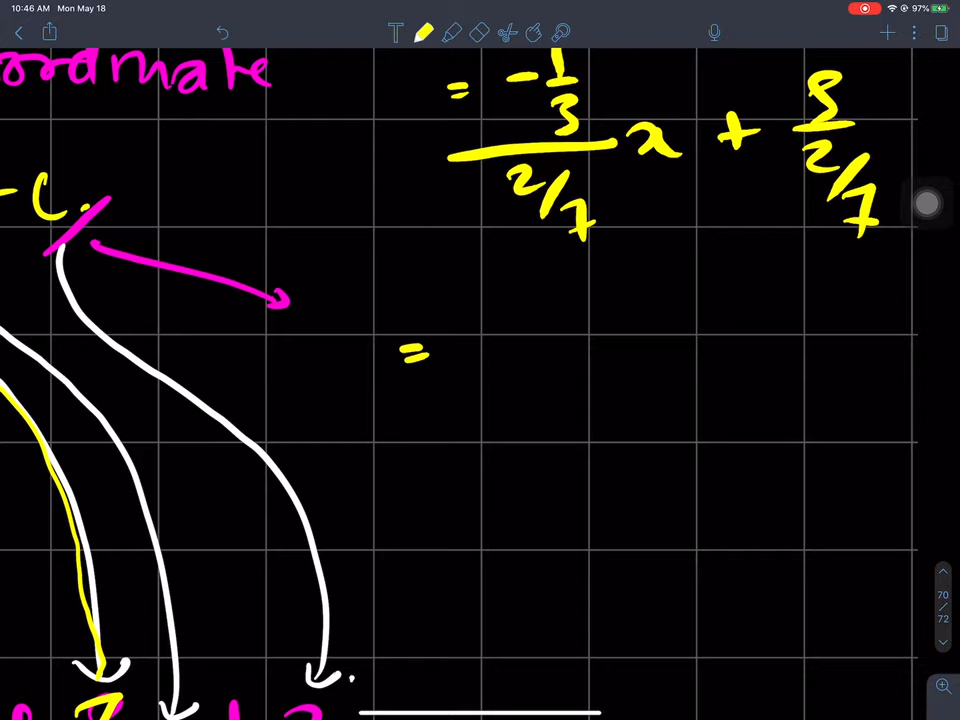 10:46 AM Mon May 18
97%
ordinate
= -1/3 / 2/7 x + 8 / 2/7
- C.
=
70
/
72